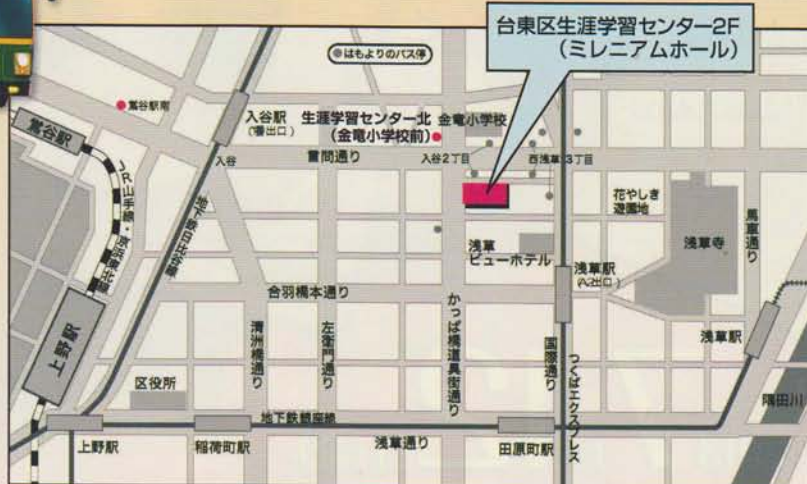 台東区生涯学習センター2F
(ミレニアムホール)
はもよりのバス停
鶯谷駅南
鶯谷駅
入谷駅
生涯学習センター北
(金竜小学校前)
金竜小学校
入谷
言問通り
入谷2丁目
西浅草3丁目
JR山手線・京浜東北線
地下鉄日比谷線
花やしき
遊園地
浅草寺
馬車通り
浅草
ビューホテル
浅草駅
(A2出口)
合羽橋本通り
上野駅
清洲橋通り
左衛門通り
かっぱ橋道具街通り
国際通り
つくばエクスプレス
浅草駅
隅田川
区役所
地下鉄銀座線
上野駅
稲荷町駅
浅草通り
田原町駅